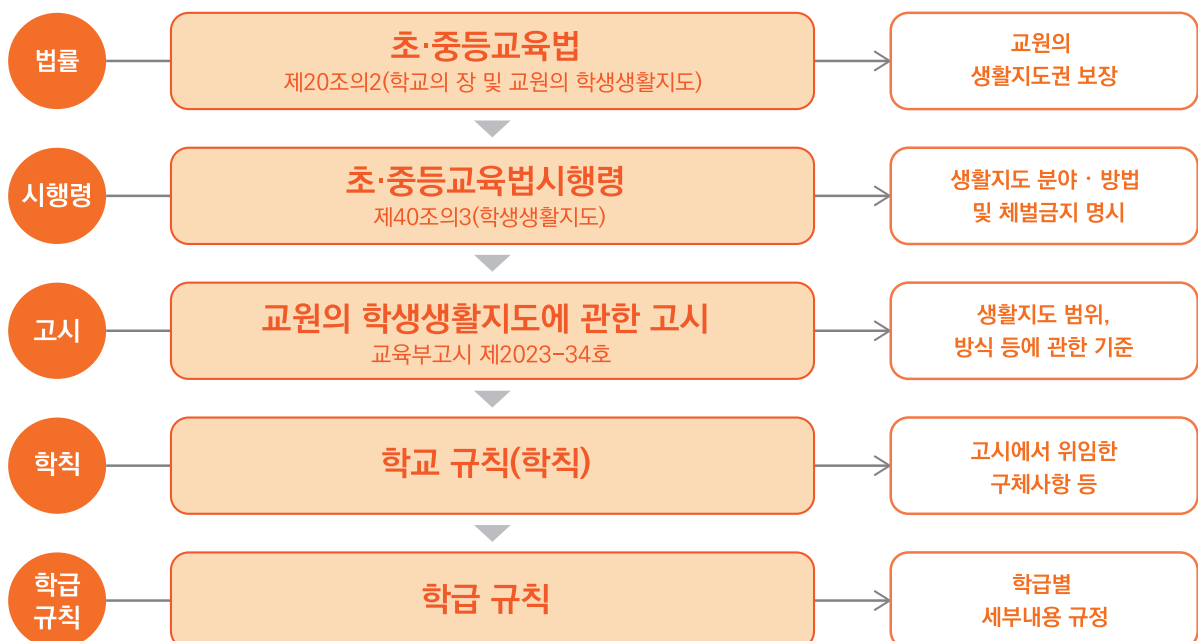 법률
초·중등교육법
제20조의2(학교의 장 및 교원의 학생생활지도)
교원의
생활지도권 보장
시행령
초·중등교육법시행령
제40조의3(학생생활지도)
생활지도 분야 · 방법
및 체벌금지 명시
고시
교원의 학생생활지도에 관한 고시
교육부고시 제2023-34호
생활지도 범위,
방식 등에 관한 기준
학칙
학교 규칙(학칙)
고시에서 위임한
구체사항 등
학급
규칙
학급 규칙
학급별
세부내용 규정